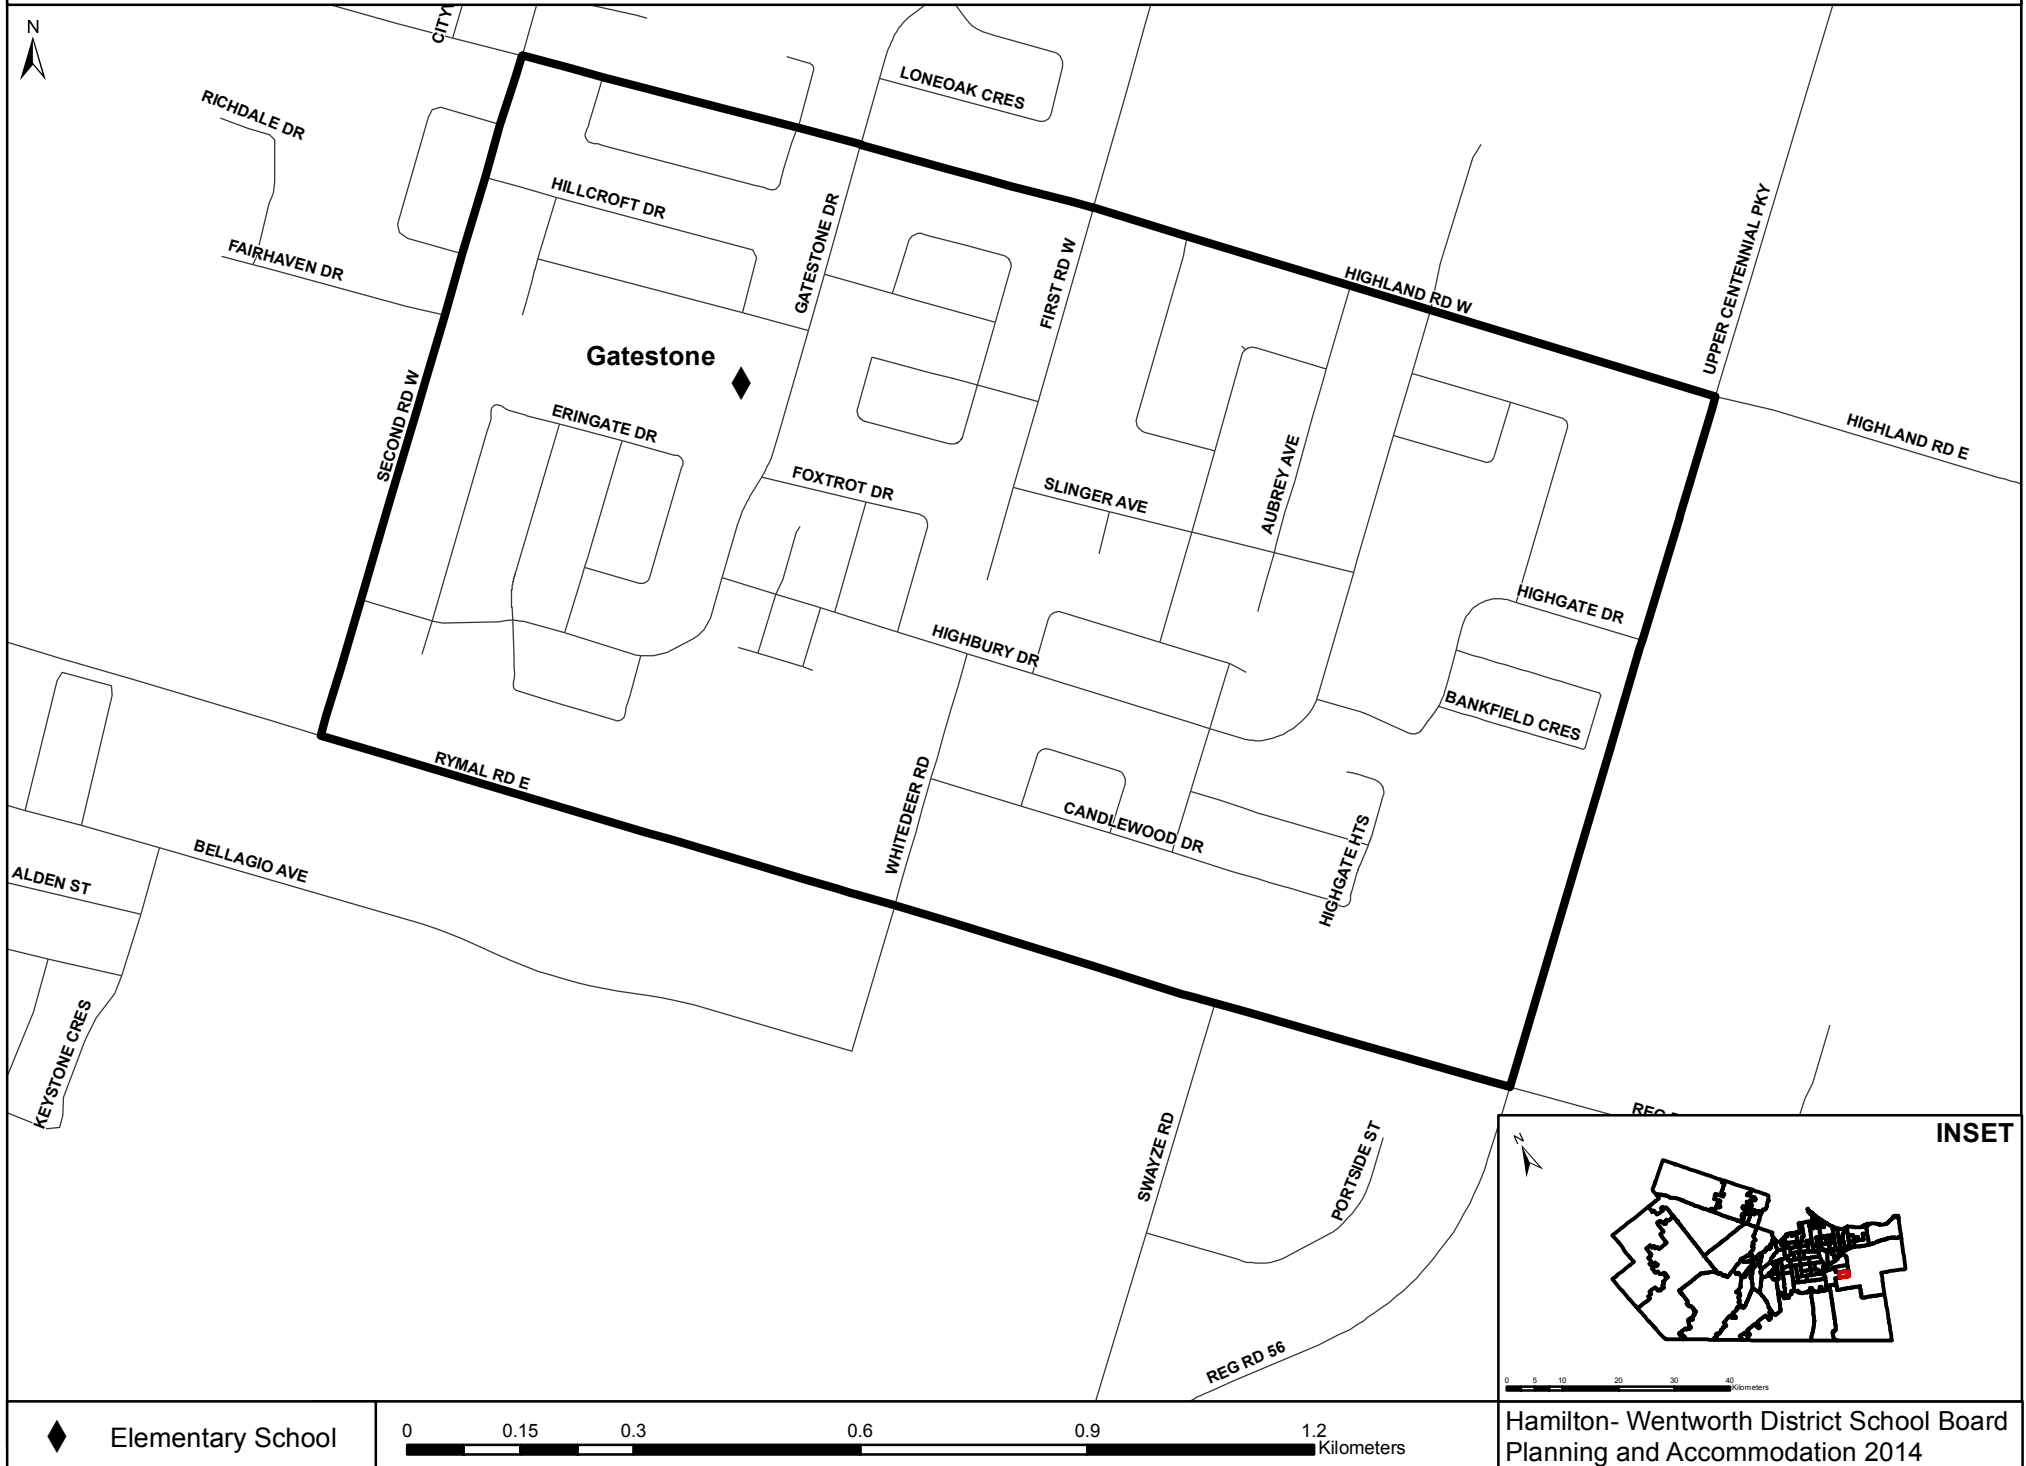 N
CITY
LONEOAK CRES
RICHDALE DR
HILLCROFT DR
GATESTONE DR
UPPER CENTENNIAL PKY
FAIRHAVEN DR
FIRST RD W
HIGHLAND RD W
Gatestone
SECOND RD W
ERINGATE DR
HIGHLAND RD E
AUBREY AVE
FOXTROT DR
SLINGER AVE
HIGHGATE DR
HIGHBURY DR
BANKFIELD CRES
RYMAL RD E
WHITEDEER RD
CANDLEWOOD DR
HIGHGATE HTS
BELLAGIO AVE
ALDEN ST
KEYSTONE CRES
SWAYZE RD
PORTSIDE ST
REG RD 56
INSET
N
0 5 10 20 30 40
Kilometers
Elementary School
0 0.15 0.3 0.6 0.9 1.2
Kilometers
Hamilton- Wentworth District School Board
Planning and Accommodation 2014